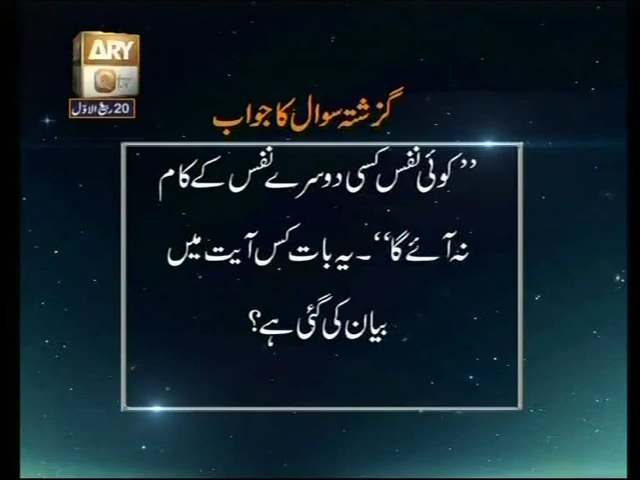 ARY
20 ربیع الاوّل
گزشتہ سوال کا جواب
’’کوئی نفس کسی دوسرے نفس کے کام
نہ آئے گا‘‘۔ یہ بات کس آیت میں
بیان کی گئی ہے؟